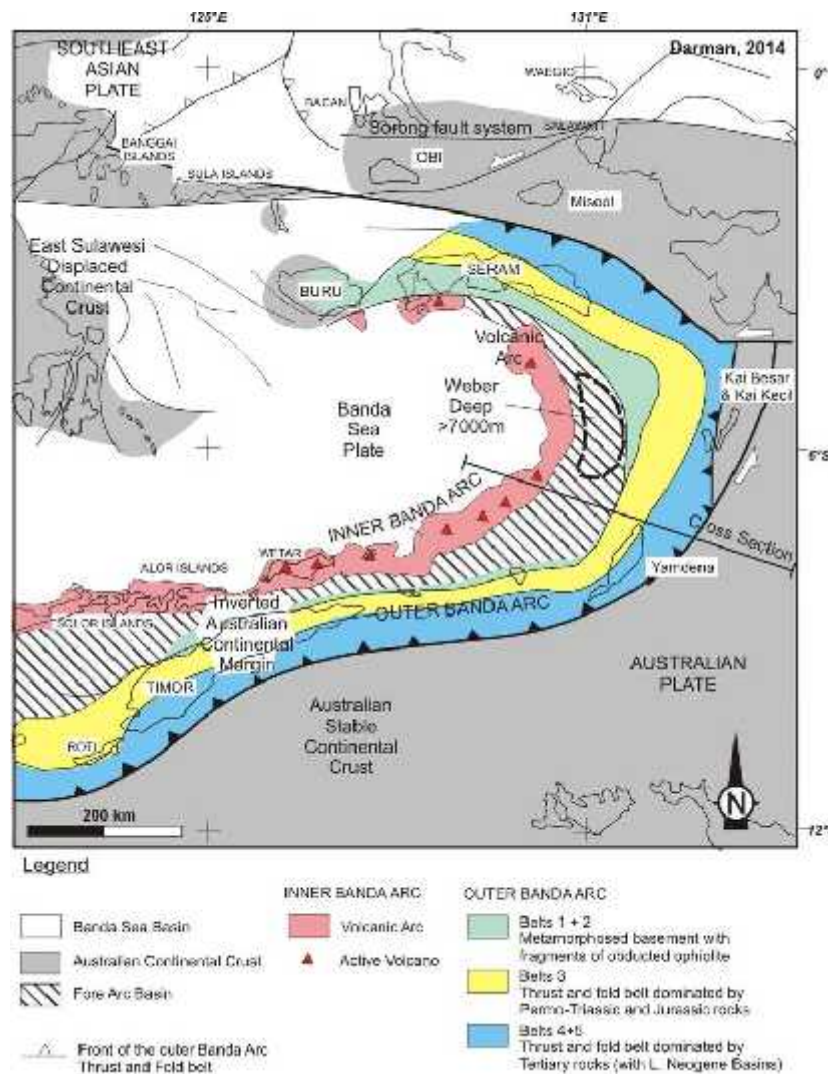 125°E
131°E
Darman, 2014
0°
6°S
12°
SOUTHEAST
ASIAN
PLATE
WAEGIO
BACAN
Sorong fault system
SALAWATI
BANGGAI
ISLANDS
OBI
SULA ISLANDS
Misool
East Sulawesi
Displaced
Continental
Crust
BURU
SERAM
Volcanic
Arc
Weber
Deep
>7000m
Kai Besar
& Kai Kecil
Banda
Sea
Plate
INNER BANDA ARC
Cross Section
WETAR
ALOR ISLANDS
Yamdena
SOLOR ISLANDS
Inverted
Australian
Continental
Margin
OUTER BANDA ARC
TIMOR
AUSTRALIAN
PLATE
Australian
Stable
Continental
Crust
ROTI
200 km
N
Legend
Banda Sea Basin
Australian Continental Crust
Fore Arc Basin
Front of the outer Banda Arc
Thrust and Fold belt
INNER BANDA ARC
Volcanic Arc
Active Volcano
OUTER BANDA ARC
Belts 1 + 2
Metamorphosed basement with
fragments of obducted ophiolite
Belts 3
Thrust and fold belt dominated by
Permo-Triassic and Jurassic rocks
Belts 4+5
Thrust and fold belt dominated by
Tertiary rocks (with L. Neogene Basins)